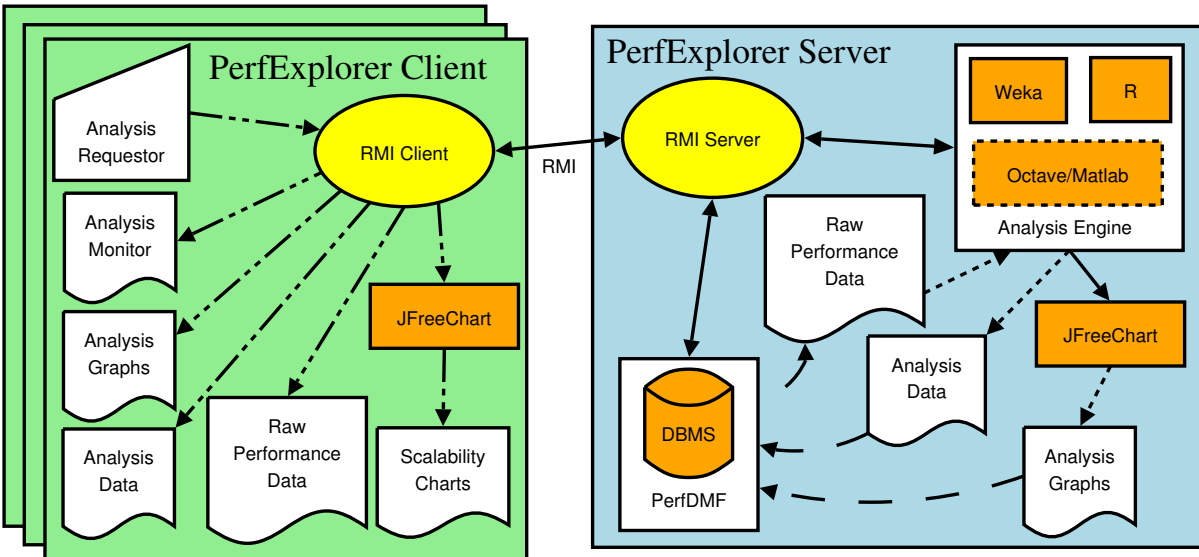 PerfExplorer Client
Analysis
Requestor
RMI Client
Analysis
Monitor
Analysis
Graphs
Analysis
Data
Raw
Performance
Data
JFreeChart
Scalability
Charts
RMI
PerfExplorer Server
RMI Server
Weka
R
Octave/Matlab
Analysis Engine
Raw
Performance
Data
JFreeChart
Analysis
Data
DBMS
PerfDMF
Analysis
Graphs